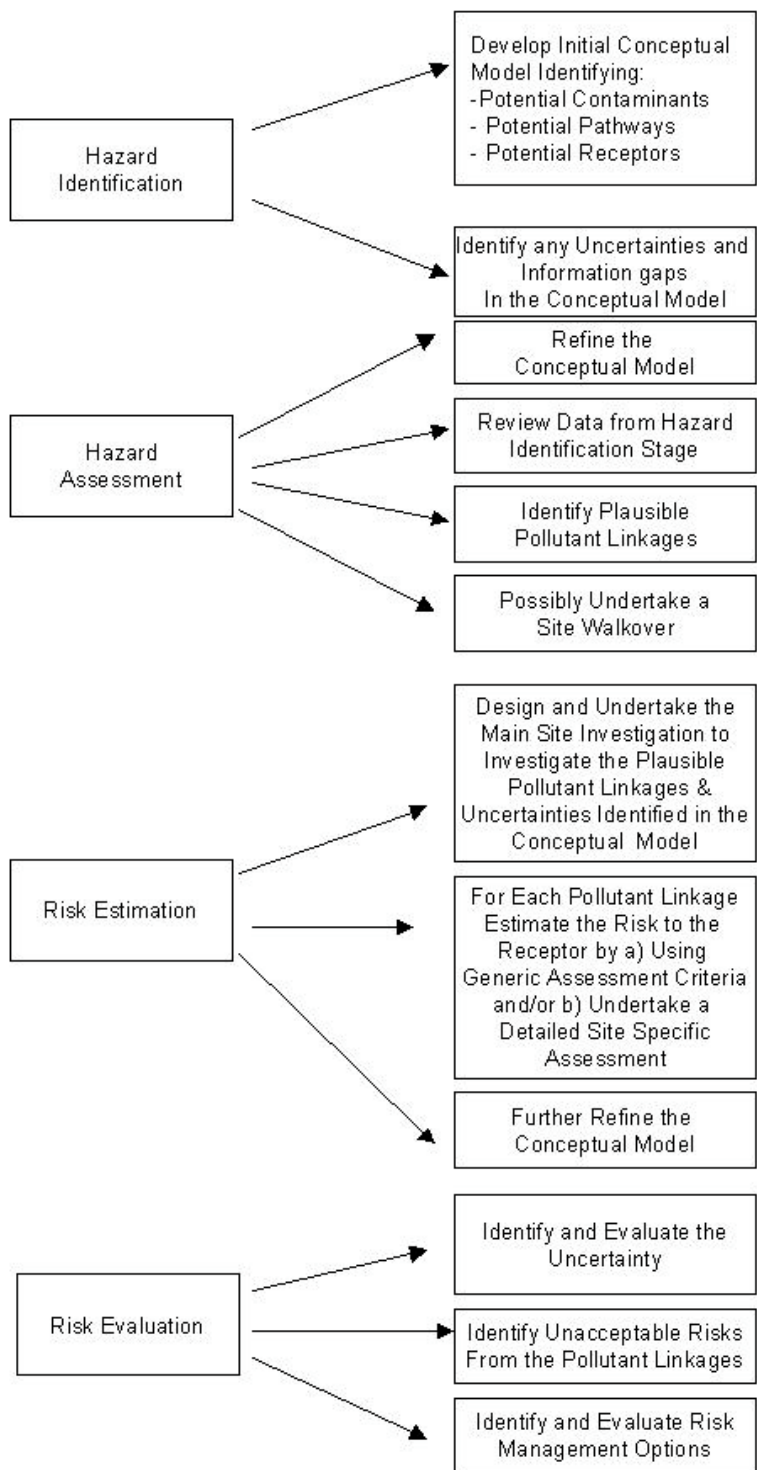 Hazard
Identification
Develop Initial Conceptual
Model Identifying:
-Potential Contaminants
- Potential Pathways
- Potential Receptors
Identify any Uncertainties and
Information gaps
In the Conceptual Model
Hazard
Assessment
Refine the
Conceptual Model
Review Data from Hazard
Identification Stage
Identify Plausible
Pollutant Linkages
Possibly Undertake a
Site Walkover
Risk Estimation
Design and Undertake the
Main Site Investigation to
Investigate the Plausible
Pollutant Linkages &
Uncertainties Identified in the
Conceptual Model
For Each Pollutant Linkage
Estimate the Risk to the
Receptor by a) Using
Generic Assessment Criteria
and/or b) Undertake a
Detailed Site Specific
Assessment
Further Refine the
Conceptual Model
Risk Evaluation
Identify and Evaluate the
Uncertainty
Identify Unacceptable Risks
From the Pollutant Linkages
Identify and Evaluate Risk
Management Options